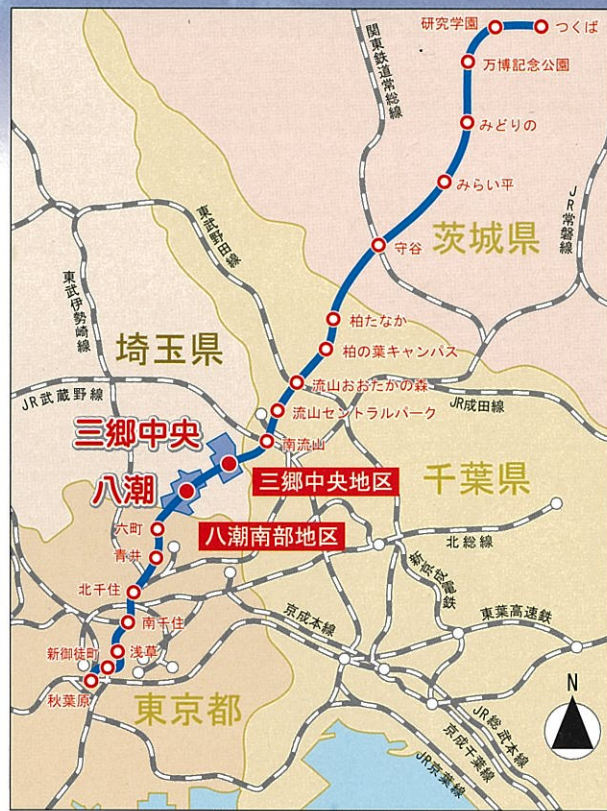 研究学園
つくば
万博記念公園
みどりの
みらい平
守谷
柏たなか
柏の葉キャンパス
流山おおたかの森
流山セントラルパーク
南流山
三郷中央
八潮
三郷中央地区
八潮南部地区
六町
青井
北千住
南千住
浅草
新御徒町
秋葉原
茨城県
埼玉県
千葉県
東京都
関東鉄道常総線
JR常磐線
東武野田線
東武伊勢崎線
JR武蔵野線
JR成田線
北総線
新京成電鉄
東葉高速鉄
京成本線
JR総武本線
京成千葉線
JR京葉線
N